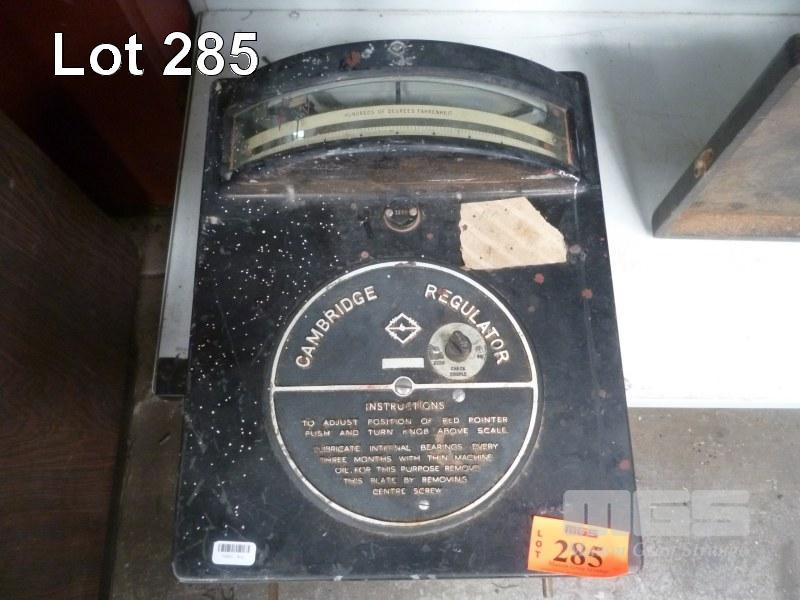 Lot 285
HUNDREDS OF DEGREES FAHRENHEIT
CAMBRIDGE REGULATOR
CHECK
COUPLE
INSTRUCTIONS
TO ADJUST POSITION OF RED POINTER
PUSH AND TURN KNOB ABOVE SCALE
LUBRICATE INTERNAL BEARINGS EVERY
THREE MONTHS WITH THIN MACHINE
OIL. FOR THIS PURPOSE REMOVE
THIS PLATE BY REMOVING
CENTRE SCREW
MGS
LOT
285
MGS